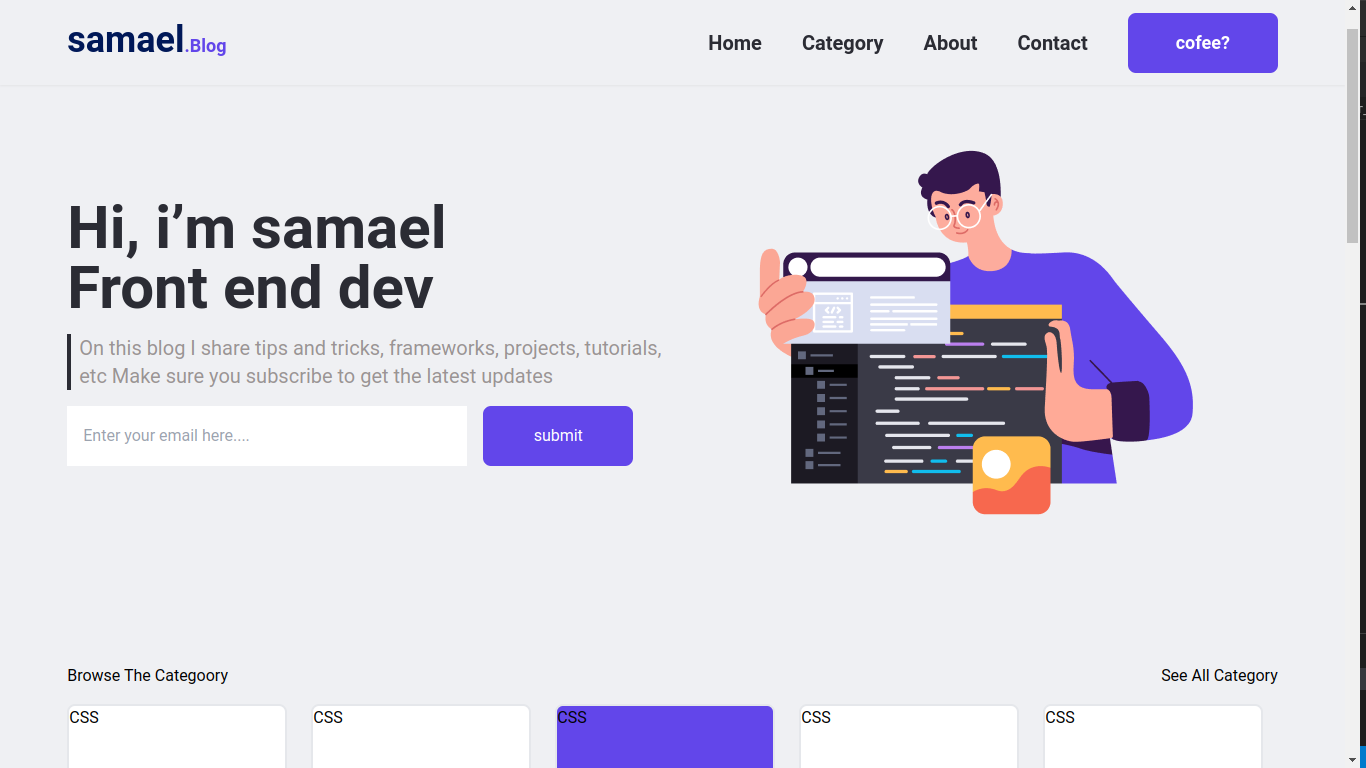 samael.Blog
Home Category About Contact cofee?
Hi, i’m samael
Front end dev
On this blog I share tips and tricks, frameworks, projects, tutorials,
etc Make sure you subscribe to get the latest updates
Enter your email here.... submit
Browse The Categoory See All Category
CSS CSS CSS CSS CSS